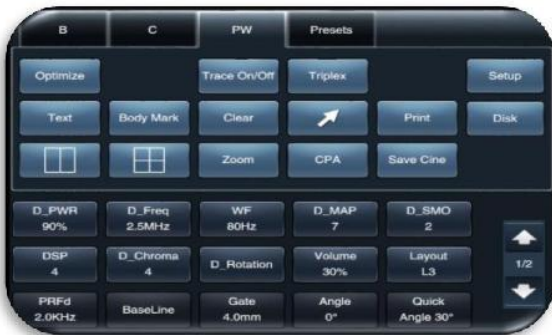 B C PW Presets
Optimize Trace On/Off Triplex Setup
Text Body Mark Clear Print Disk
Zoom CPA Save Cine
D_PWR D_Freq WF D_MAP D_SMO
90% 2.5MHz 80Hz 7 2
DSP D_Chroma D_Rotation Volume Layout
4 4 30% L3
1/2
PRFd BaseLine Gate Angle Quick
2.0KHz 4.0mm 0° Angle 30°